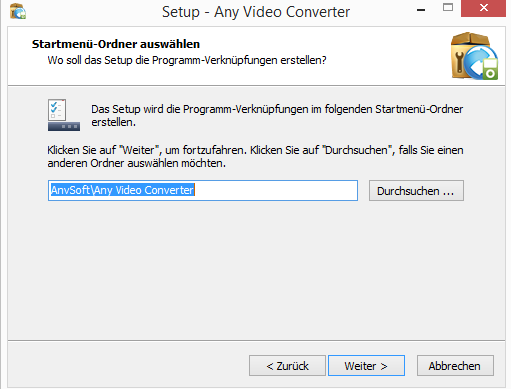 Setup - Any Video Converter
Startmenü-Ordner auswählen
Wo soll das Setup die Programm-Verknüpfungen erstellen?
Das Setup wird die Programm-Verknüpfungen im folgenden Startmenü-Ordner
erstellen.
Klicken Sie auf "Weiter", um fortzufahren. Klicken Sie auf "Durchsuchen", falls Sie einen
anderen Ordner auswählen möchten.
AnvSoft\Any Video Converter
Durchsuchen ...
< Zurück
Weiter >
Abbrechen